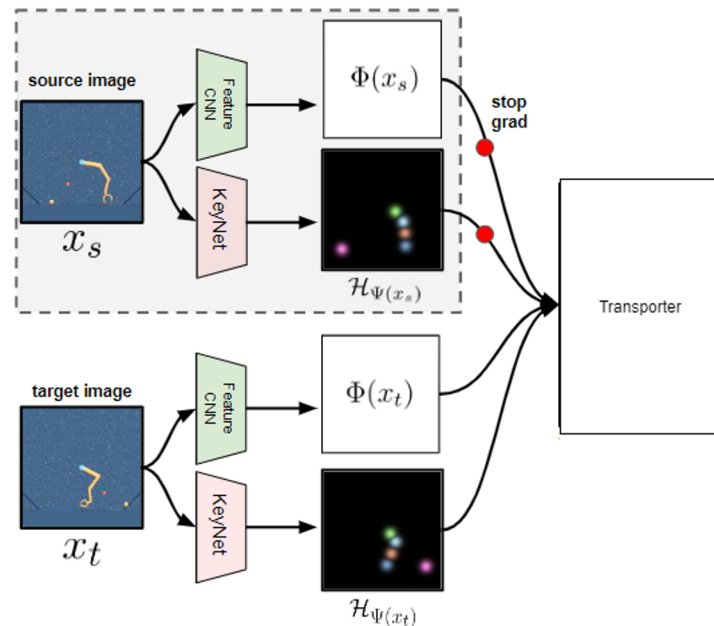 source image
Feature
CNN
Φ(x_s)
stop
grad
x_s
KeyNet
ℋ_Ψ(x_s)
Transporter
target image
Feature
CNN
Φ(x_t)
x_t
KeyNet
ℋ_Ψ(x_t)